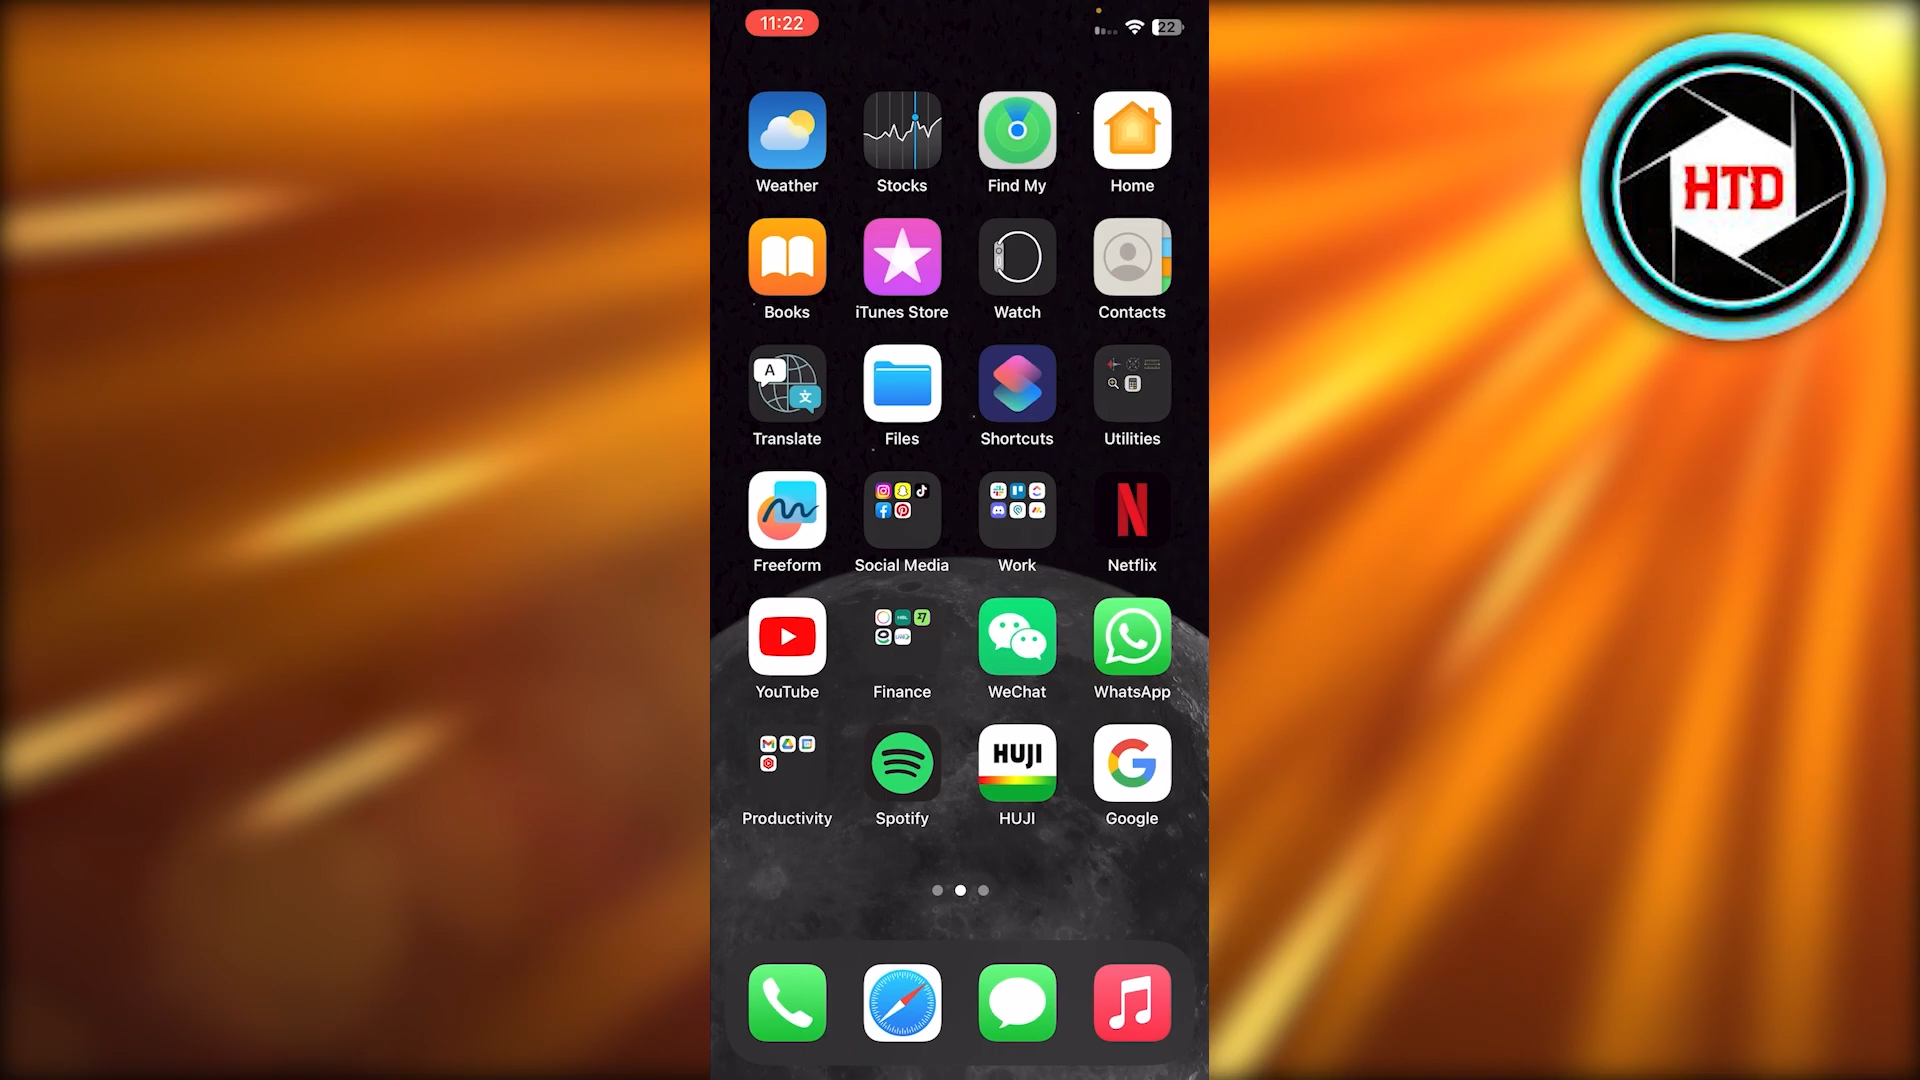 11:22
22
HTD
Weather Stocks Find My Home
Books iTunes Store Watch Contacts
A
文
Translate Files Shortcuts Utilities
Freeform Social Media Work Netflix
YouTube Finance WeChat WhatsApp
HUJI
Productivity Spotify HUJI Google